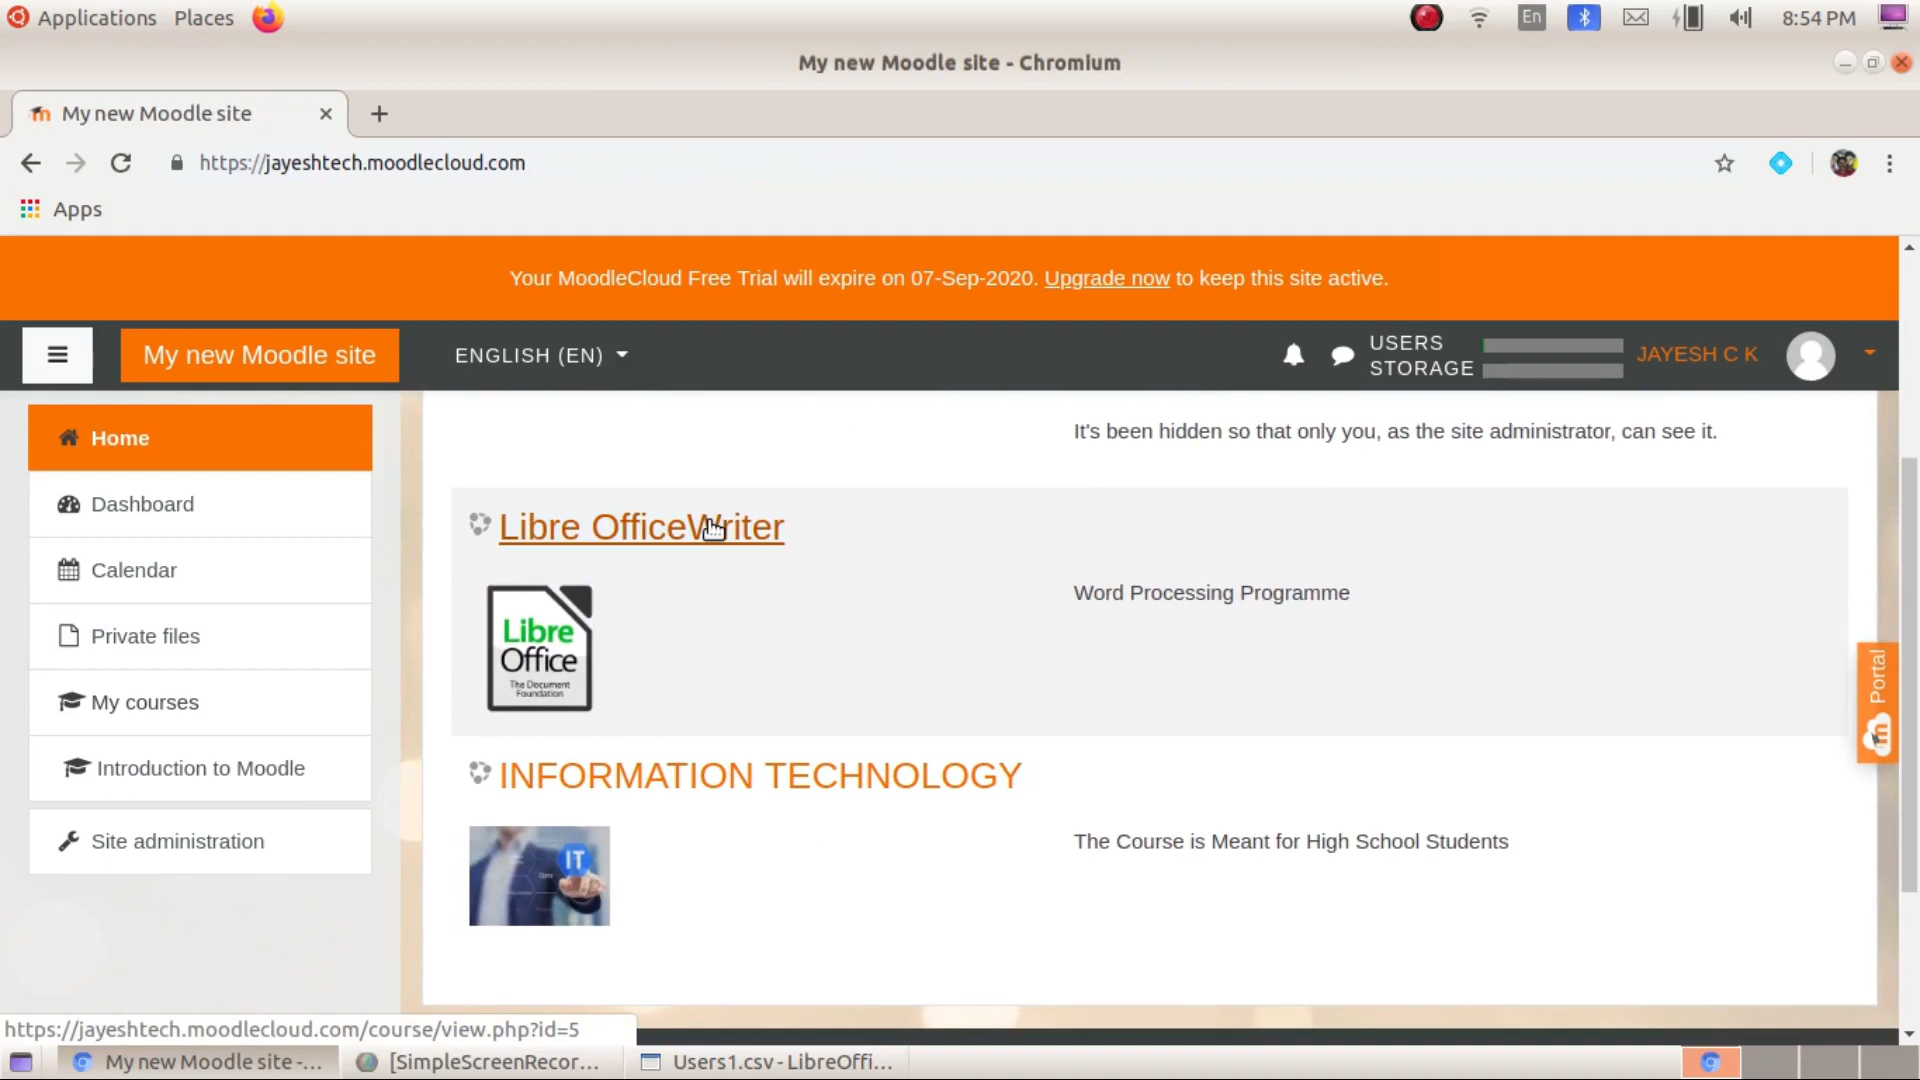 Applications Places En 8:54 PM
My new Moodle site - Chromium
My new Moodle site
https://jayeshtech.moodlecloud.com
Apps
Your MoodleCloud Free Trial will expire on 07-Sep-2020. Upgrade now to keep this site active.
My new Moodle site ENGLISH (EN) USERS JAYESH C K
STORAGE
Home
Dashboard
Calendar
Private files
My courses
Introduction to Moodle
Site administration
It's been hidden so that only you, as the site administrator, can see it.
Libre OfficeWriter
Libre
Office
The Document
Foundation
Word Processing Programme
INFORMATION TECHNOLOGY
IT
The Course is Meant for High School Students
Portal
https://jayeshtech.moodlecloud.com/course/view.php?id=5
My new Moodle site -... [SimpleScreenRecor... Users1.csv - LibreOffi...